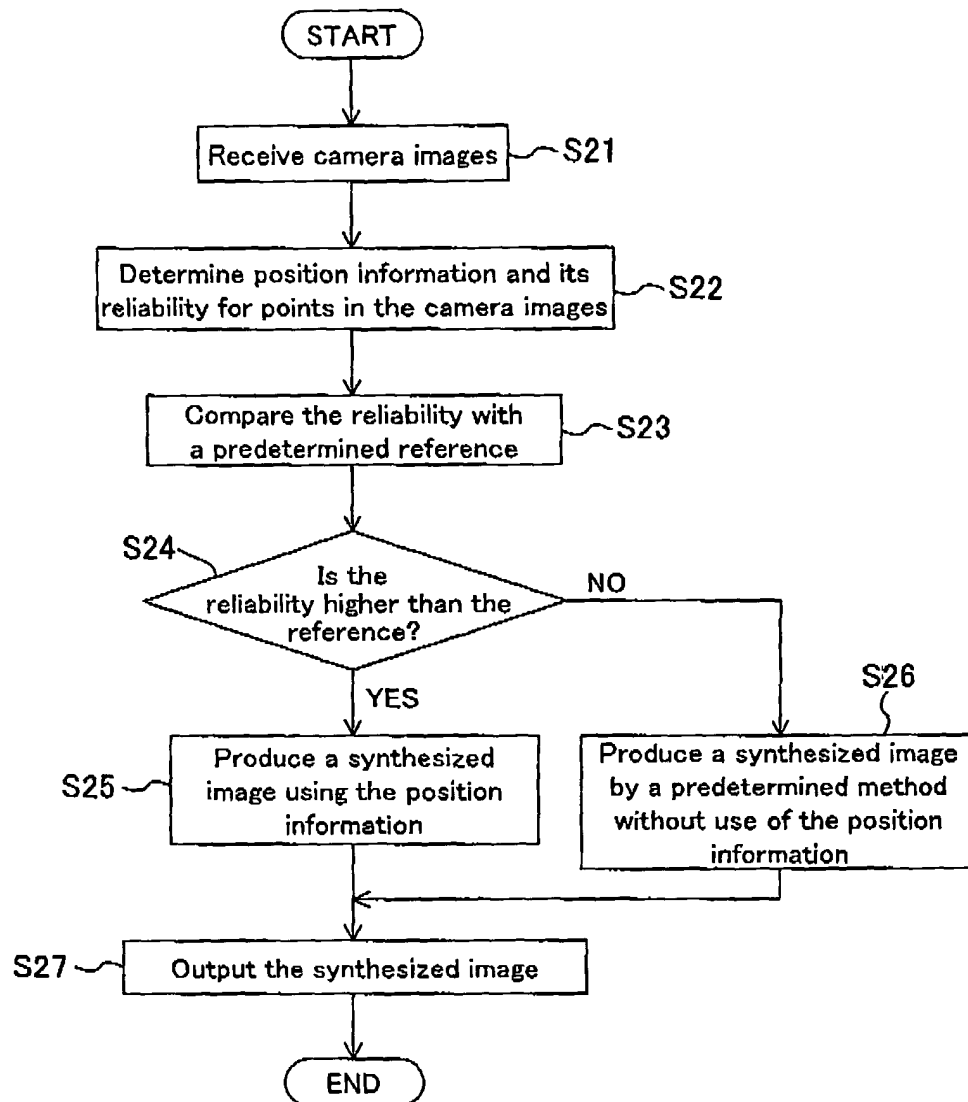 START
Receive camera images
S21
Determine position information and its
reliability for points in the camera images
S22
Compare the reliability with
a predetermined reference
S23
S24
Is the
reliability higher than the
reference?
NO
YES
S26
S25
Produce a synthesized
image using the position
information
Produce a synthesized image
by a predetermined method
without use of the position
information
S27
Output the synthesized image
END